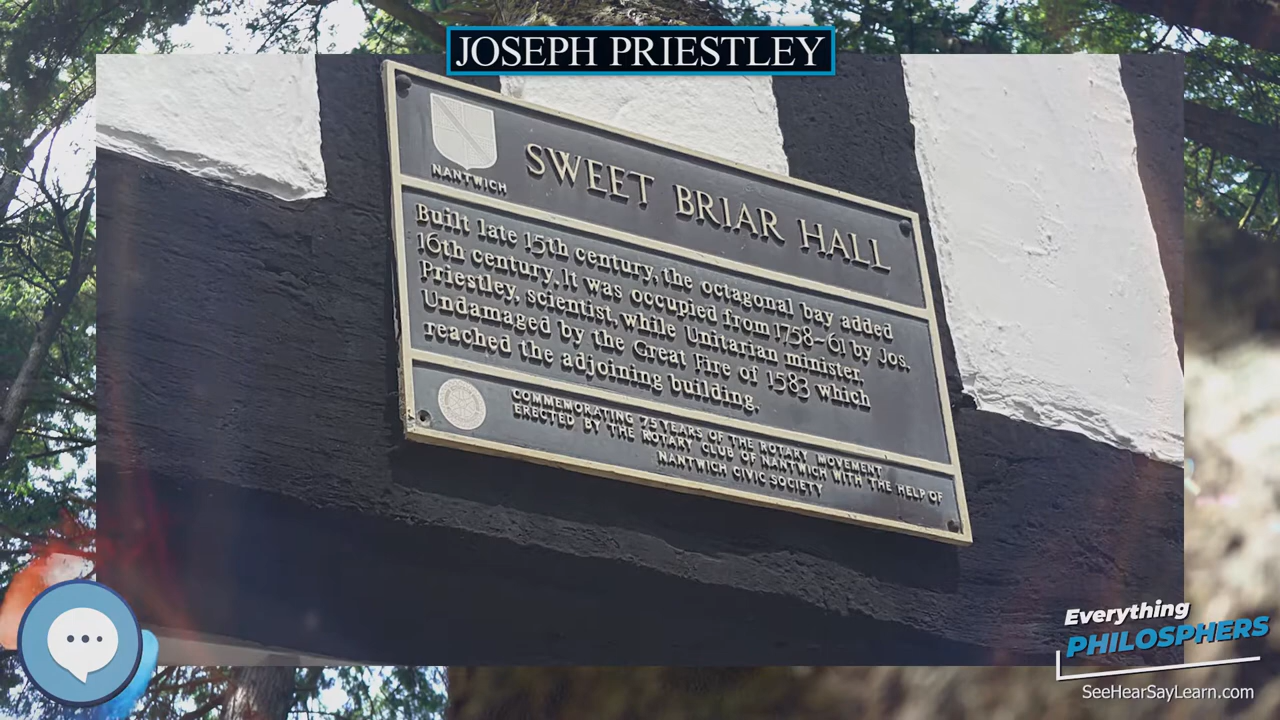 JOSEPH PRIESTLEY
NANTWICH
SWEET BRIAR HALL
Built late 15th century, the octagonal bay added
16th century. It was occupied from 1758-61 by Jos.
Priestley, scientist, while Unitarian minister.
Undamaged by the Great Fire of 1583 which
reached the adjoining building.
COMMEMORATING 75 YEARS OF THE ROTARY MOVEMENT
ERECTED BY THE ROTARY CLUB OF NANTWICH WITH THE HELP OF
NANTWICH CIVIC SOCIETY
Everything
PHILOSPHERS
SeeHearSayLearn.com